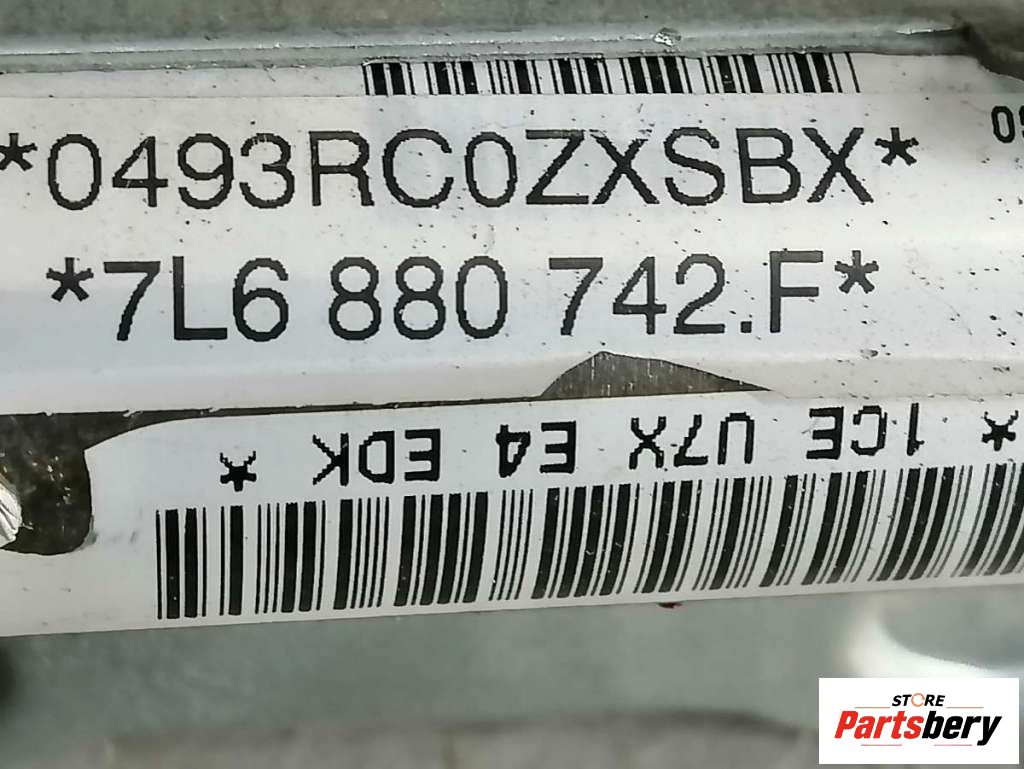 *0493RC0ZXSBX*
*7L6 880 742.F*
* 1CE U7X E4 EDK *
STORE
Partsbery